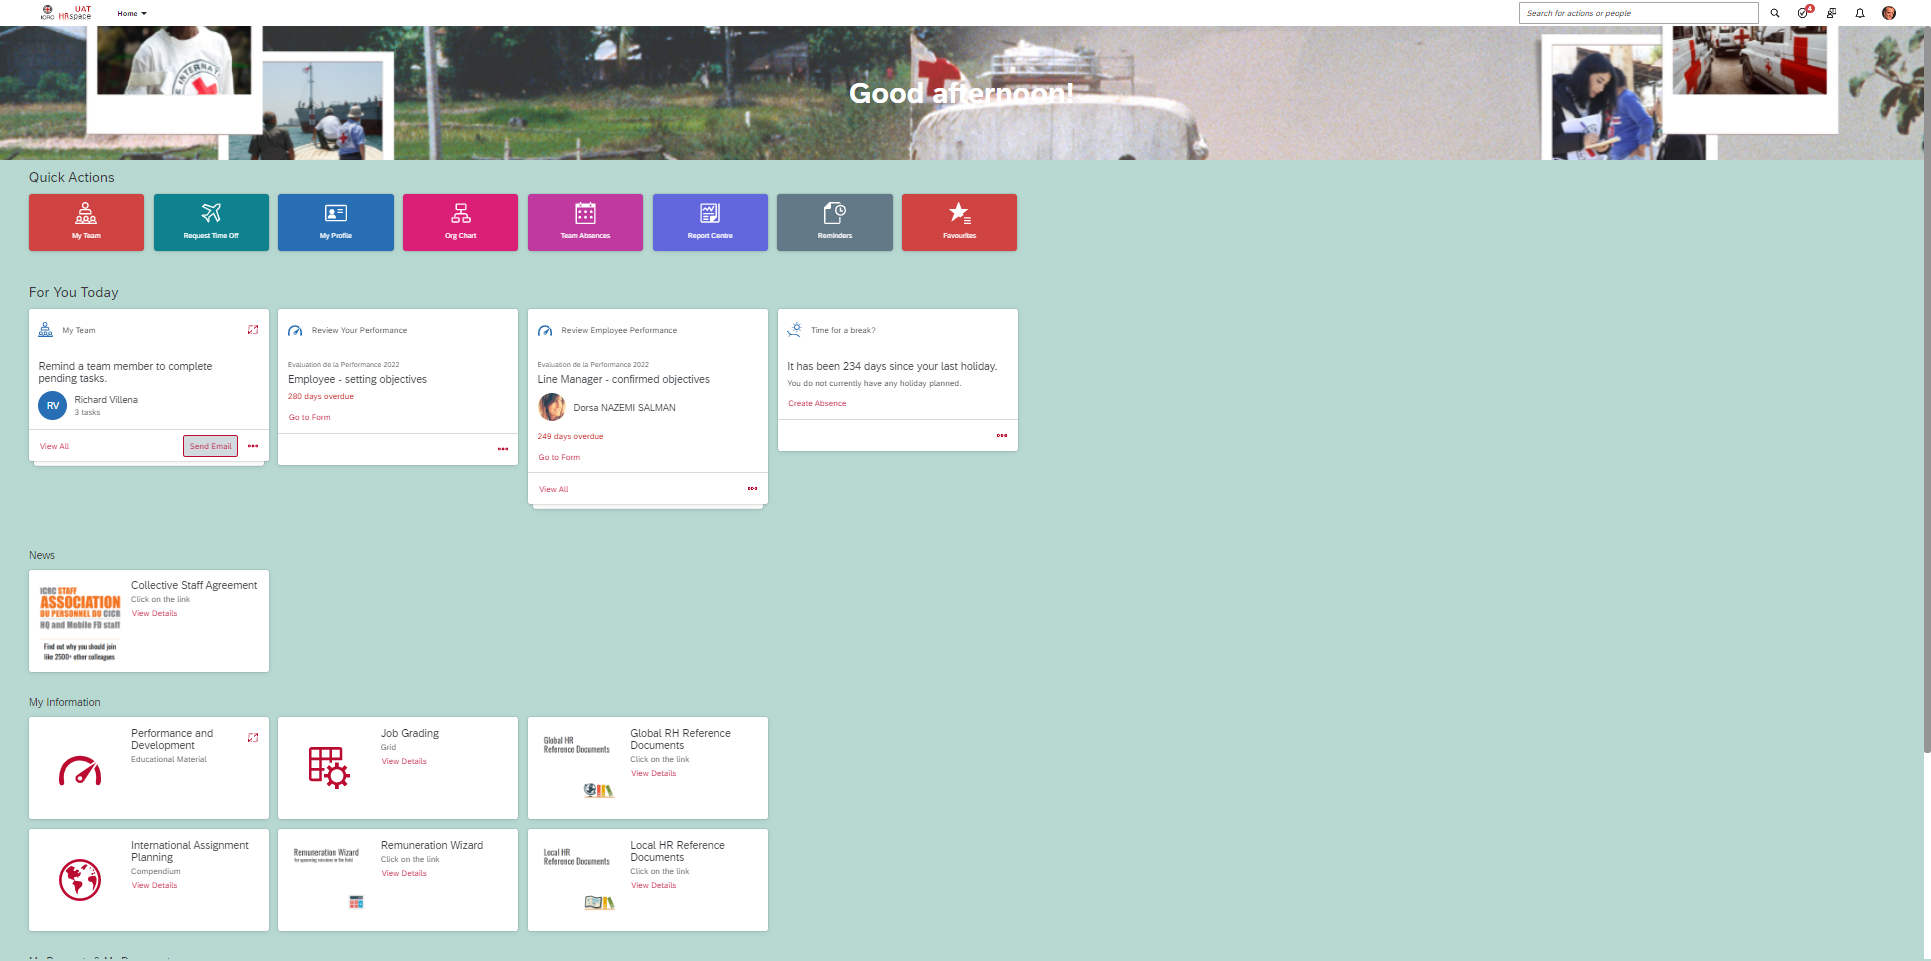 ICRC
UAT
HRspace
Home
Search for actions or people
4
INTERNATI
Good afternoon!
Quick Actions
My Team
Request Time Off
My Profile
Org Chart
Team Absences
Report Centre
Reminders
Favourites
For You Today
My Team
Remind a team member to complete
pending tasks.
RV
Richard Villena
3 tasks
View All
Send Email
Review Your Performance
Evaluation de la Performance 2022
Employee - setting objectives
280 days overdue
Go to Form
Review Employee Performance
Evaluation de la Performance 2022
Line Manager - confirmed objectives
Dorsa NAZEMI SALMAN
249 days overdue
Go to Form
View All
Time for a break?
It has been 234 days since your last holiday.
You do not currently have any holiday planned.
Create Absence
News
ICRC STAFF
ASSOCIATION
DU PERSONNEL DU CICR
HQ and Mobile FD staff
Find out why you should join
like 2500+ other colleagues
Collective Staff Agreement
Click on the link
View Details
My Information
Performance and
Development
Educational Material
Job Grading
Grid
View Details
Global HR
Reference Documents
Global RH Reference
Documents
Click on the link
View Details
International Assignment
Planning
Compendium
View Details
Remuneration Wizard
for upcoming missions in the field
Remuneration Wizard
Click on the link
View Details
Local HR
Reference Documents
Local HR Reference
Documents
Click on the link
View Details